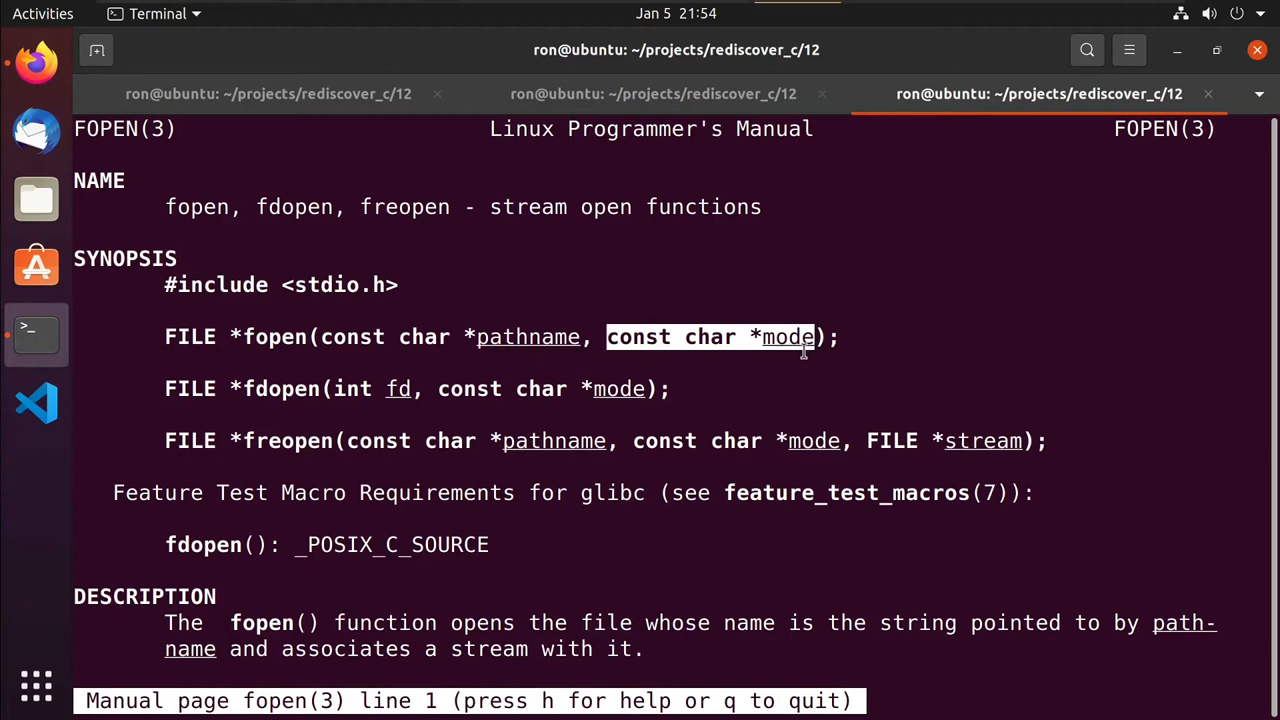 Activities Terminal Jan 5 21:54
ron@ubuntu: ~/projects/rediscover_c/12
ron@ubuntu: ~/projects/rediscover_c/12 × ron@ubuntu: ~/projects/rediscover_c/12 × ron@ubuntu: ~/projects/rediscover_c/12 ×
FOPEN(3) Linux Programmer's Manual FOPEN(3)
NAME
fopen, fdopen, freopen - stream open functions
SYNOPSIS
#include <stdio.h>
FILE *fopen(const char *pathname, const char *mode);
FILE *fdopen(int fd, const char *mode);
FILE *freopen(const char *pathname, const char *mode, FILE *stream);
Feature Test Macro Requirements for glibc (see feature_test_macros(7)):
fdopen(): _POSIX_C_SOURCE
DESCRIPTION
The fopen() function opens the file whose name is the string pointed to by path-
name and associates a stream with it.
Manual page fopen(3) line 1 (press h for help or q to quit)